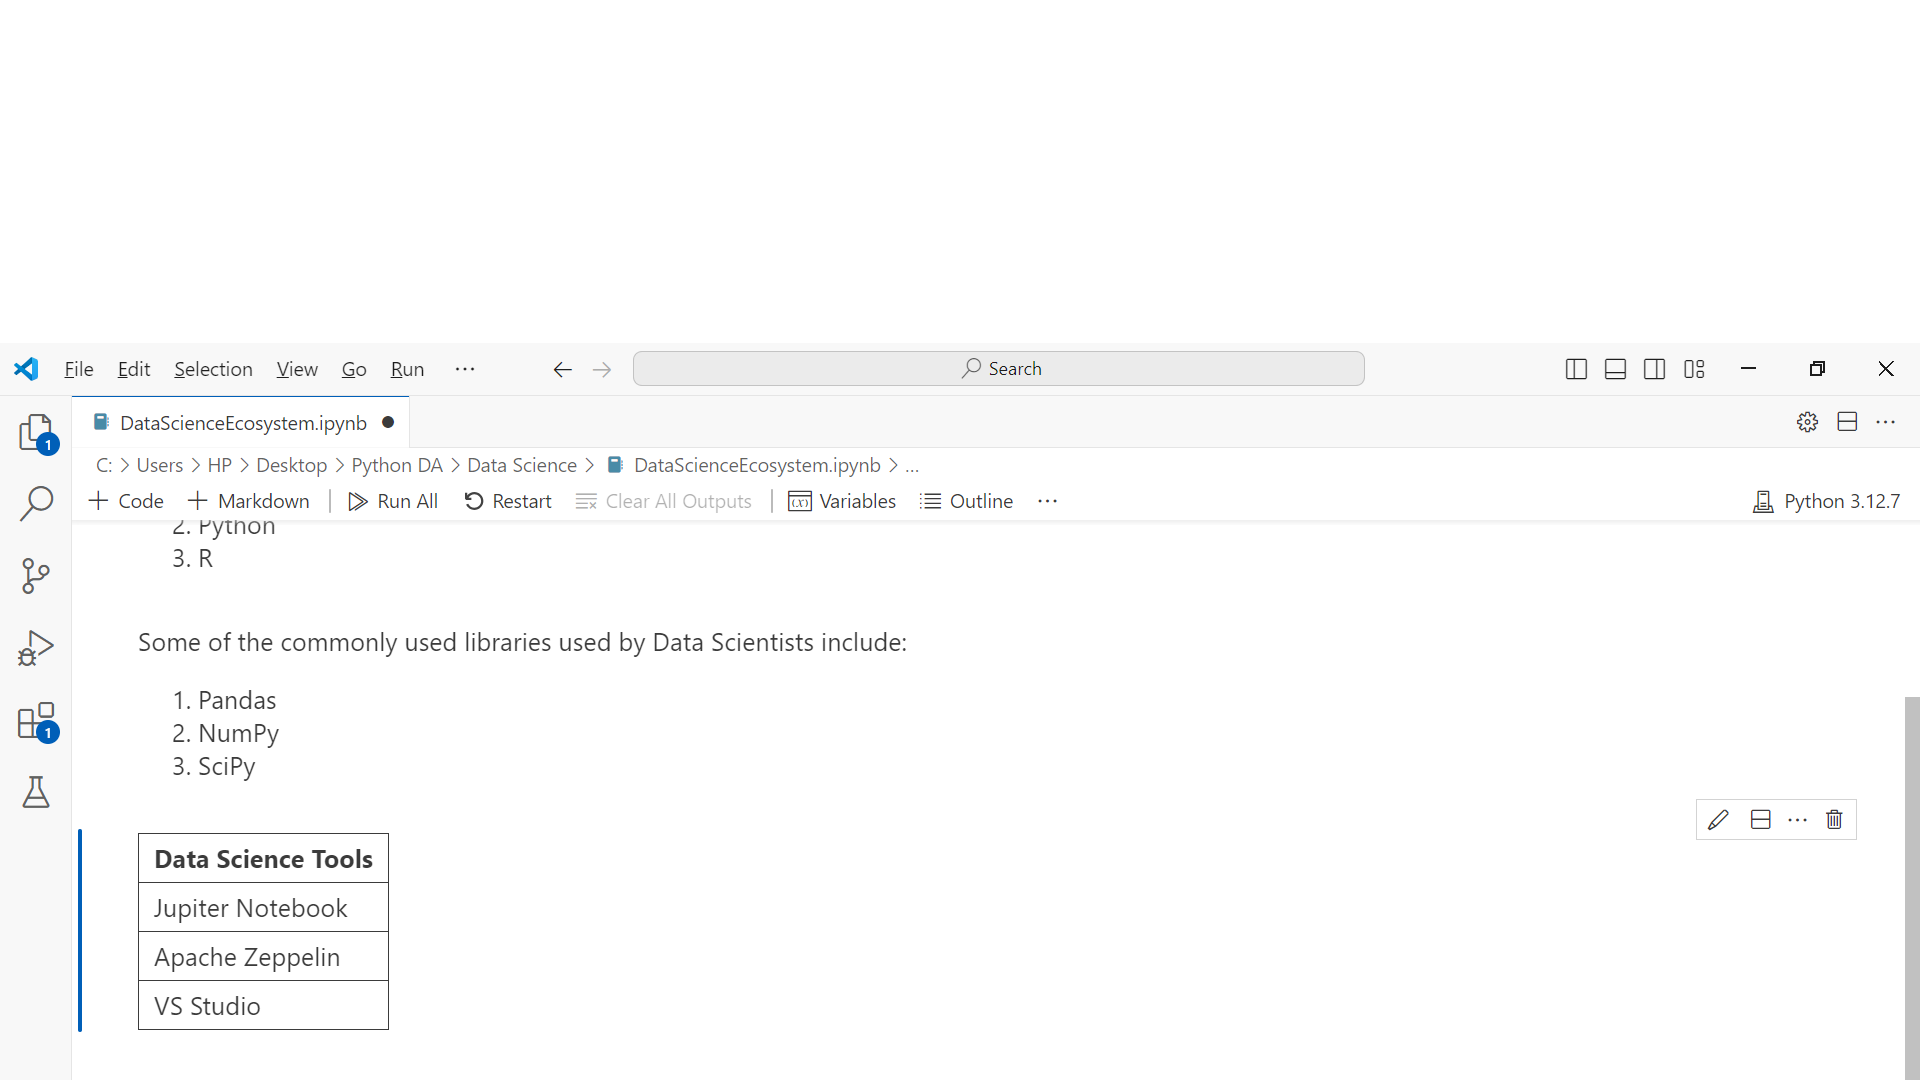 File Edit Selection View Go Run ··· Search
DataScienceEcosystem.ipynb
C: > Users > HP > Desktop > Python DA > Data Science > DataScienceEcosystem.ipynb > ...
Code Markdown Run All Restart Clear All Outputs Variables Outline ··· Python 3.12.7
2. Python
3. R
1
Some of the commonly used libraries used by Data Scientists include:
1. Pandas
2. NumPy
3. SciPy
1
Data Science Tools
Jupiter Notebook
Apache Zeppelin
VS Studio